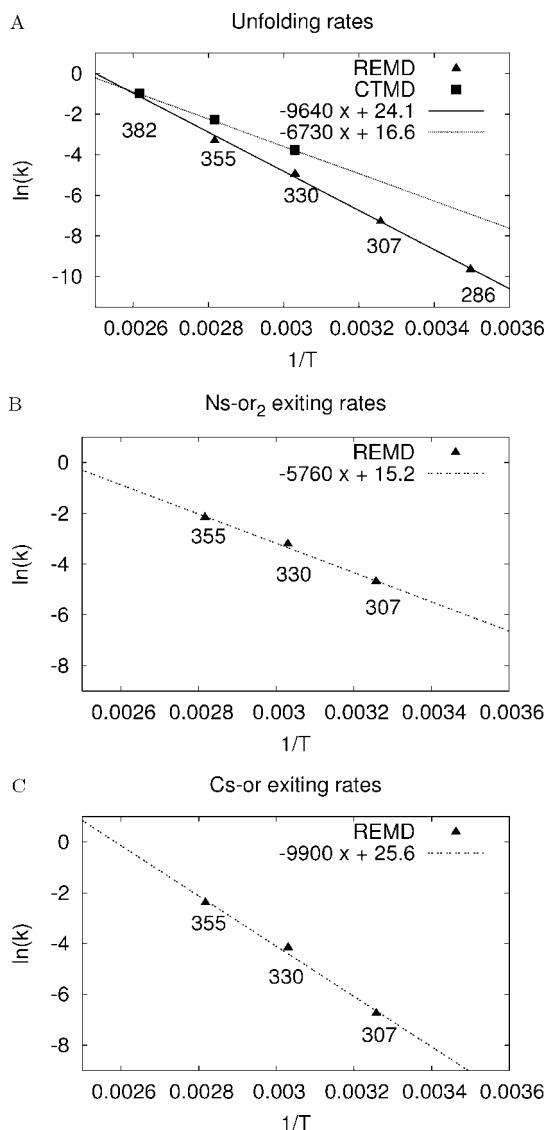 A
Unfolding rates
REMD
CTMD
-9640 x + 24.1
-6730 x + 16.6
0
-2
-4
-6
-8
-10
ln(k)
382
355
330
307
286
0.0026 0.0028 0.003 0.0032 0.0034 0.0036
1/T
B
Ns-or2 exiting rates
REMD
-5760 x + 15.2
0
-2
-4
-6
-8
ln(k)
355
330
307
0.0026 0.0028 0.003 0.0032 0.0034 0.0036
1/T
C
Cs-or exiting rates
REMD
-9900 x + 25.6
0
-2
-4
-6
-8
ln(k)
355
330
307
0.0026 0.0028 0.003 0.0032 0.0034 0.0036
1/T